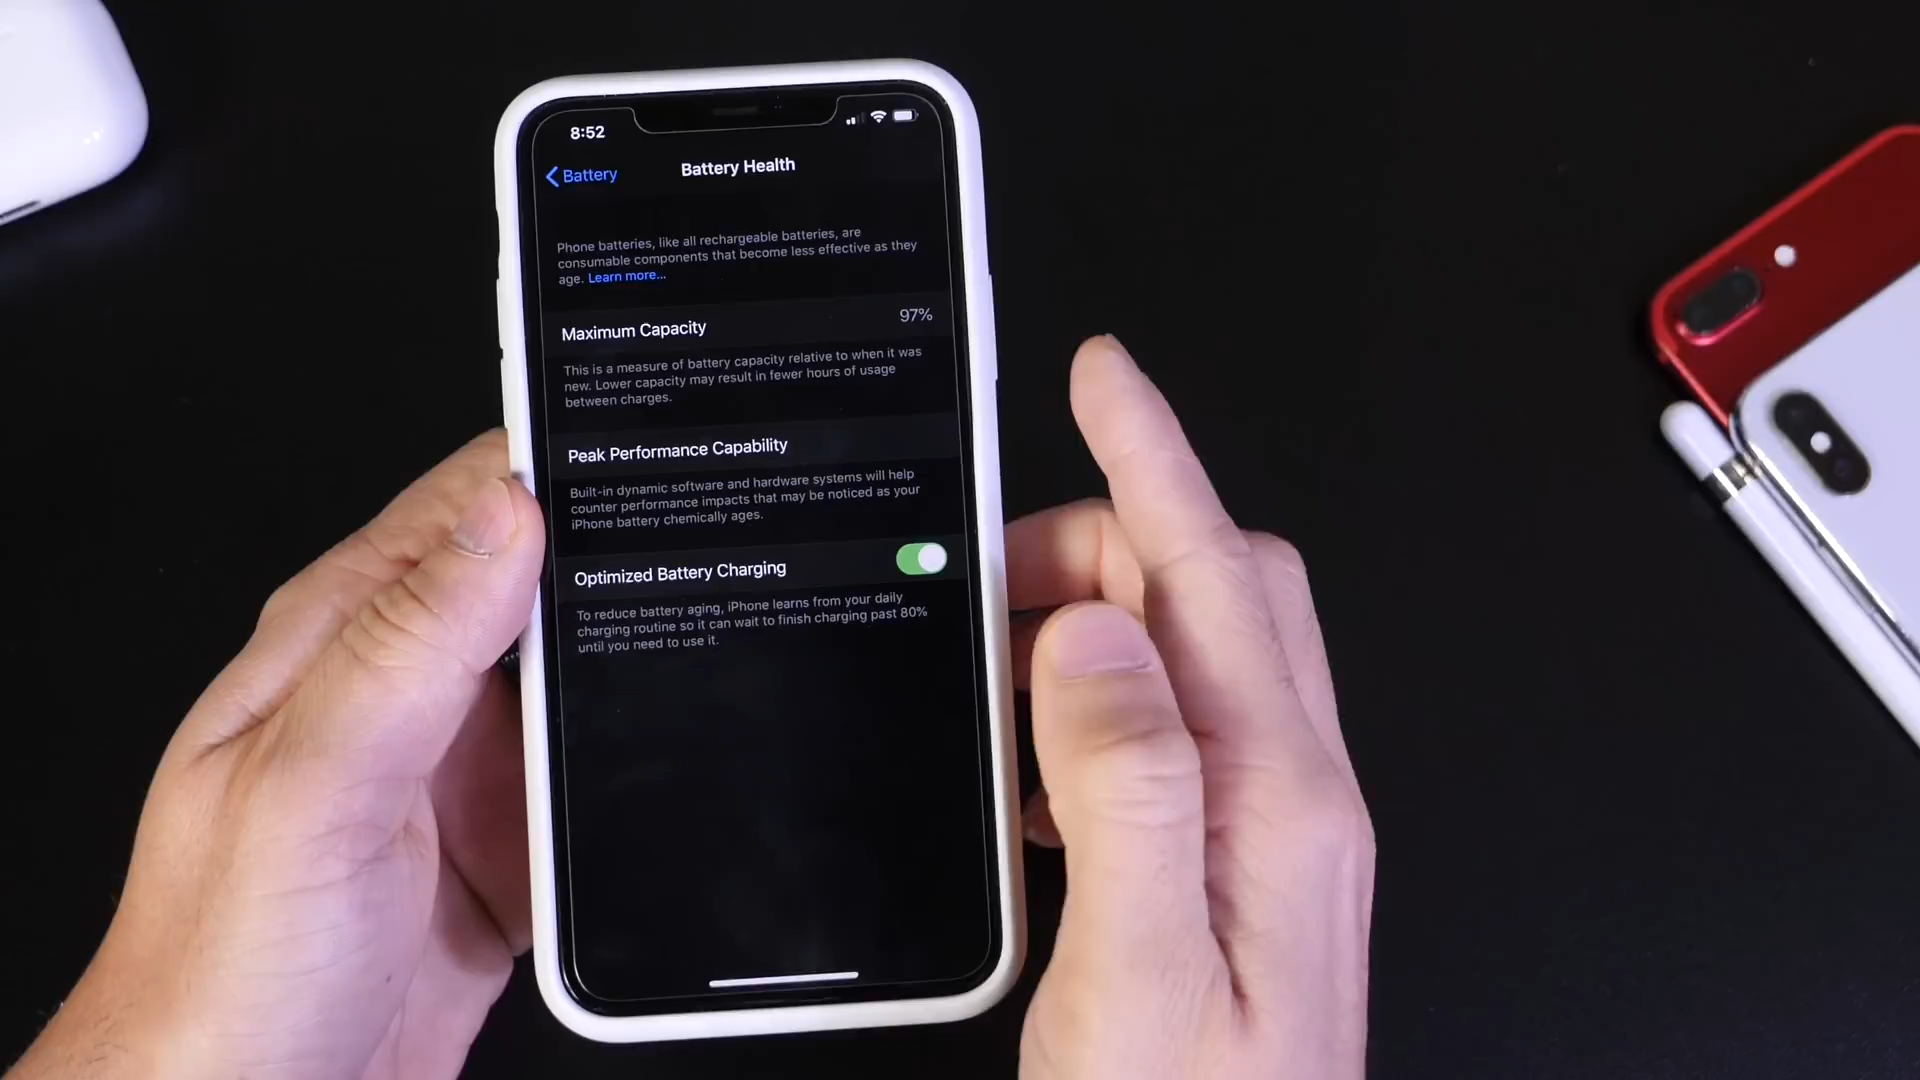 8:52
Battery
Battery Health
Phone batteries, like all rechargeable batteries, are
consumable components that become less effective as they
age. Learn more...
Maximum Capacity 97%
This is a measure of battery capacity relative to when it was
new. Lower capacity may result in fewer hours of usage
between charges.
Peak Performance Capability
Built-in dynamic software and hardware systems will help
counter performance impacts that may be noticed as your
iPhone battery chemically ages.
Optimized Battery Charging
To reduce battery aging, iPhone learns from your daily
charging routine so it can wait to finish charging past 80%
until you need to use it.